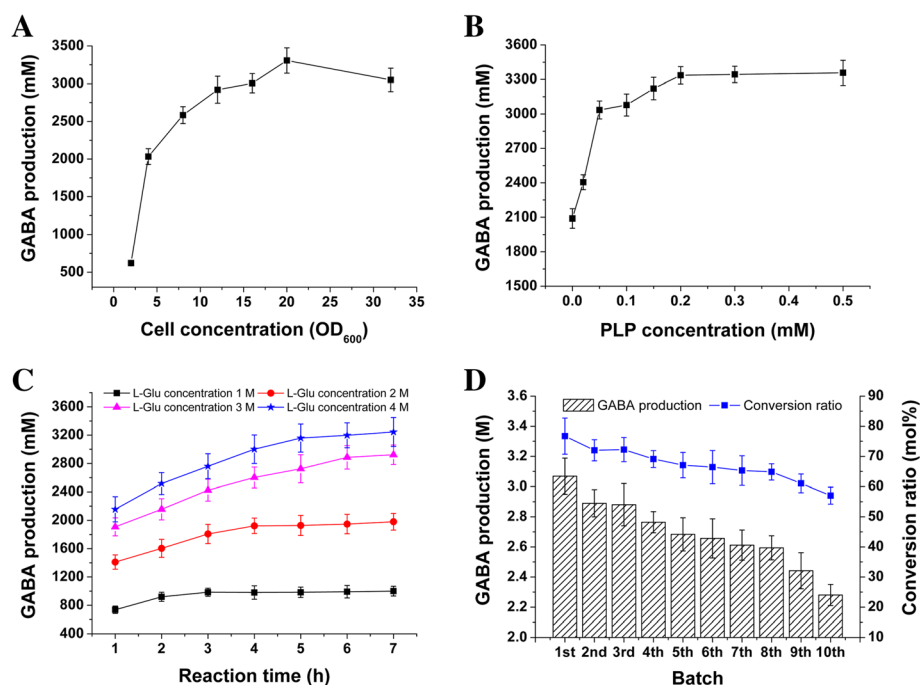 A
GABA production (mM)
3500
3000
2500
2000
1500
1000
500
0 5 10 15 20 25 30 35
Cell concentration (OD600)
B
GABA production (mM)
3600
3300
3000
2700
2400
2100
1800
1500
0.0 0.1 0.2 0.3 0.4 0.5
PLP concentration (mM)
C
L-Glu concentration 1 M L-Glu concentration 2 M
L-Glu concentration 3 M L-Glu concentration 4 M
GABA production (mM)
3600
3200
2800
2400
2000
1600
1200
800
400
1 2 3 4 5 6 7
Reaction time (h)
D
GABA production Conversion ratio
GABA production (M)
3.6
3.4
3.2
3.0
2.8
2.6
2.4
2.2
2.0
1st 2nd 3rd 4th 5th 6th 7th 8th 9th 10th
Batch
90
80
70
60
50
40
30
20
10
Conversion ratio (mol%)